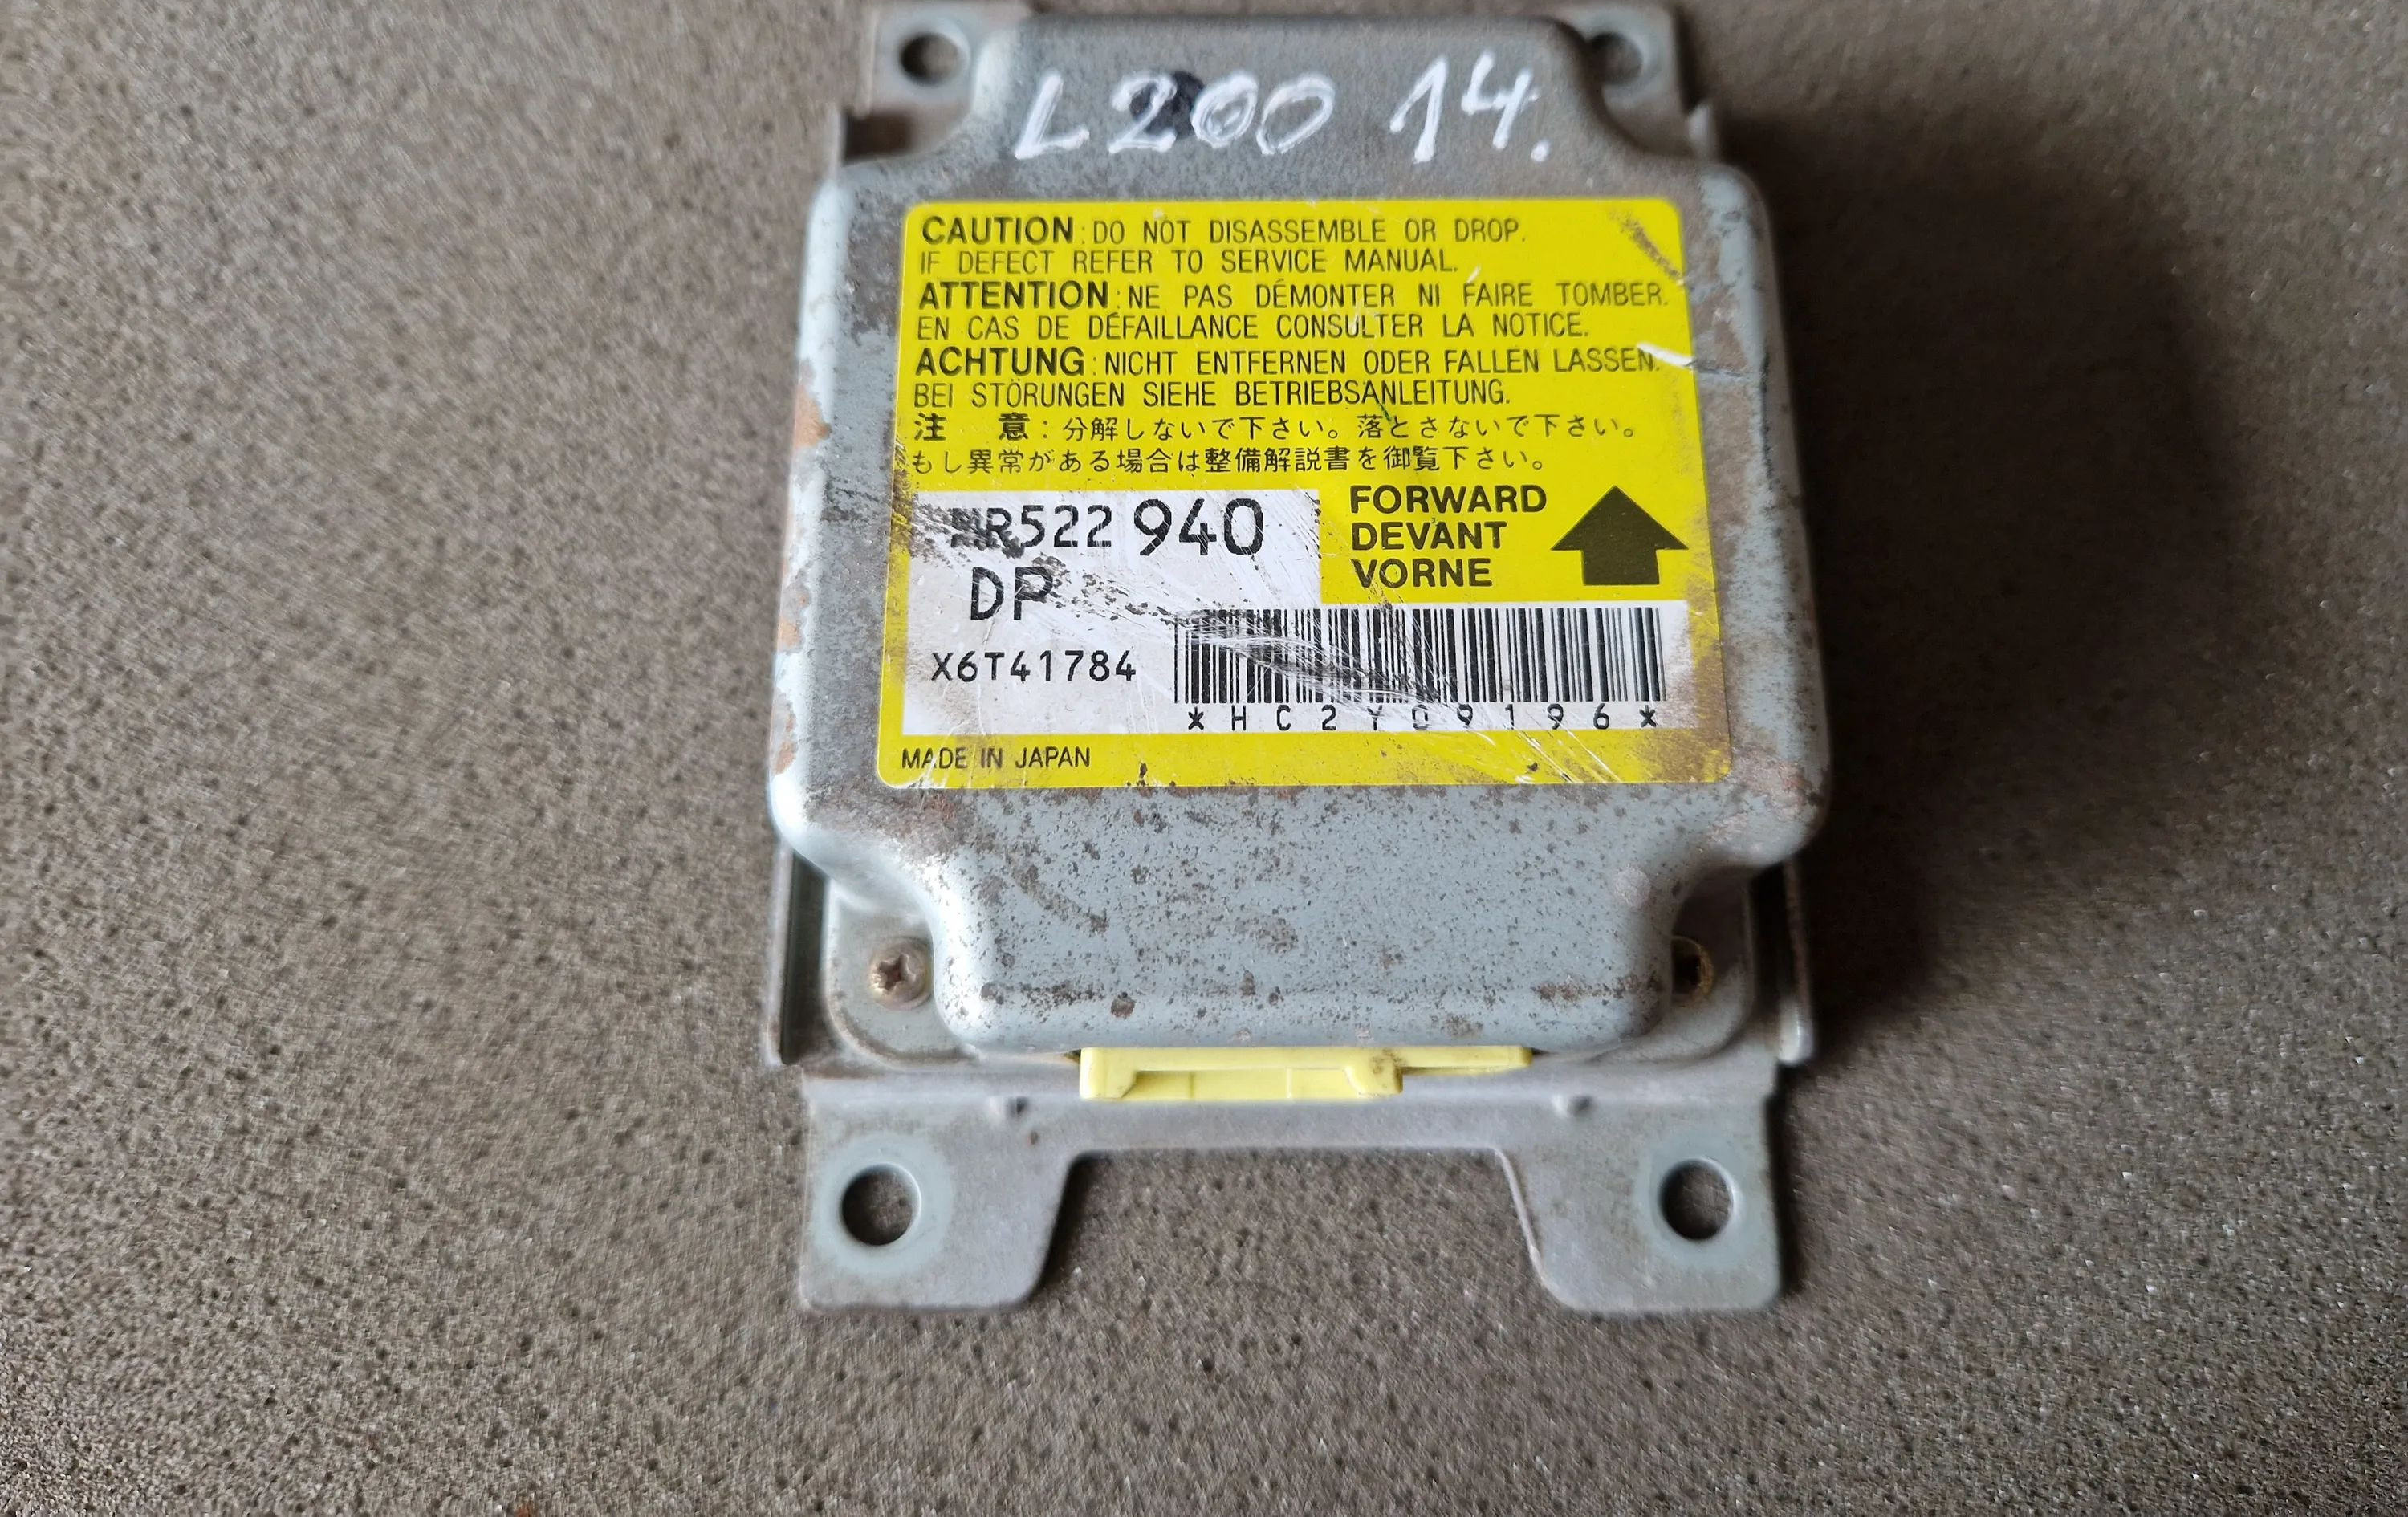 L200 14.
CAUTION : DO NOT DISASSEMBLE OR DROP.
IF DEFECT REFER TO SERVICE MANUAL.
ATTENTION : NE PAS DÉMONTER NI FAIRE TOMBER.
EN CAS DE DÉFAILLANCE CONSULTER LA NOTICE.
ACHTUNG : NICHT ENTFERNEN ODER FALLEN LASSEN.
BEI STÖRUNGEN SIEHE BETRIEBSANLEITUNG.
注 意 : 分解しないで下さい。落とさないで下さい。
もし異常がある場合は整備解説書を御覧下さい。
MR522 940
DP
FORWARD
DEVANT
VORNE
X6T41784
*HC2Y09196*
MADE IN JAPAN